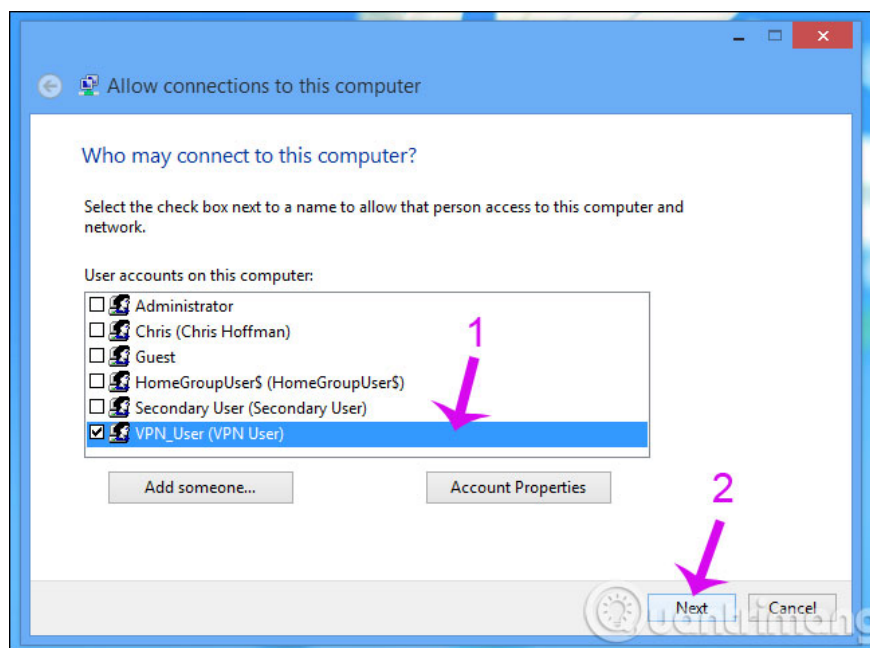 Allow connections to this computer
Who may connect to this computer?
Select the check box next to a name to allow that person access to this computer and
network.
User accounts on this computer:
Administrator
Chris (Chris Hoffman)
1
Guest
HomeGroupUser$ (HomeGroupUser$)
Secondary User (Secondary User)
VPN_User (VPN User)
Add someone...
Account Properties
2
Next
Cancel
Quantrimang